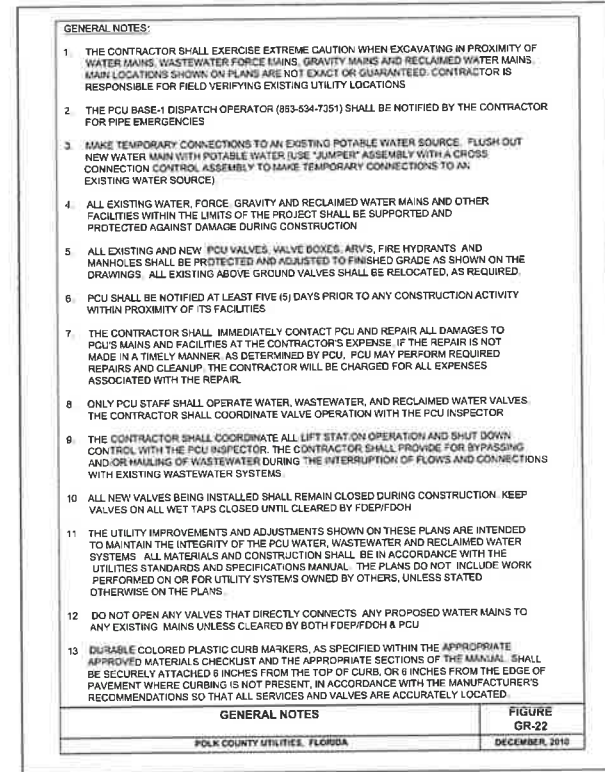 GENERAL NOTES:
1. THE CONTRACTOR SHALL EXERCISE EXTREME CAUTION WHEN EXCAVATING IN PROXIMITY OF
WATER MAINS, WASTEWATER FORCE MAINS, GRAVITY MAINS AND RECLAIMED WATER MAINS.
MAIN LOCATIONS SHOWN ON PLANS ARE NOT EXACT OR GUARANTEED. CONTRACTOR IS
RESPONSIBLE FOR FIELD VERIFYING EXISTING UTILITY LOCATIONS
2. THE PCU BASE-1 DISPATCH OPERATOR (863-534-7351) SHALL BE NOTIFIED BY THE CONTRACTOR
FOR PIPE EMERGENCIES
3. MAKE TEMPORARY CONNECTIONS TO AN EXISTING POTABLE WATER SOURCE. FLUSH OUT
NEW WATER MAIN WITH POTABLE WATER (USE "JUMPER" ASSEMBLY WITH A CROSS
CONNECTION CONTROL ASSEMBLY TO MAKE TEMPORARY CONNECTIONS TO AN
EXISTING WATER SOURCE)
4. ALL EXISTING WATER, FORCE, GRAVITY AND RECLAIMED WATER MAINS AND OTHER
FACILITIES WITHIN THE LIMITS OF THE PROJECT SHALL BE SUPPORTED AND
PROTECTED AGAINST DAMAGE DURING CONSTRUCTION
5. ALL EXISTING AND NEW PCU VALVES, VALVE BOXES, ARV'S, FIRE HYDRANTS AND
MANHOLES SHALL BE PROTECTED AND ADJUSTED TO FINISHED GRADE AS SHOWN ON THE
DRAWINGS. ALL EXISTING ABOVE GROUND VALVES SHALL BE RELOCATED, AS REQUIRED.
6. PCU SHALL BE NOTIFIED AT LEAST FIVE (5) DAYS PRIOR TO ANY CONSTRUCTION ACTIVITY
WITHIN PROXIMITY OF ITS FACILITIES
7. THE CONTRACTOR SHALL IMMEDIATELY CONTACT PCU AND REPAIR ALL DAMAGES TO
PCU'S MAINS AND FACILITIES AT THE CONTRACTOR'S EXPENSE. IF THE REPAIR IS NOT
MADE IN A TIMELY MANNER, AS DETERMINED BY PCU, PCU MAY PERFORM REQUIRED
REPAIRS AND CLEANUP. THE CONTRACTOR WILL BE CHARGED FOR ALL EXPENSES
ASSOCIATED WITH THE REPAIR.
8 ONLY PCU STAFF SHALL OPERATE WATER, WASTEWATER, AND RECLAIMED WATER VALVES.
THE CONTRACTOR SHALL COORDINATE VALVE OPERATION WITH THE PCU INSPECTOR
9. THE CONTRACTOR SHALL COORDINATE ALL LIFT STATION OPERATION AND SHUT DOWN
CONTROL WITH THE PCU INSPECTOR. THE CONTRACTOR SHALL PROVIDE FOR BYPASSING
AND/OR HAULING OF WASTEWATER DURING THE INTERRUPTION OF FLOWS AND CONNECTIONS
WITH EXISTING WASTEWATER SYSTEMS.
10 ALL NEW VALVES BEING INSTALLED SHALL REMAIN CLOSED DURING CONSTRUCTION. KEEP
VALVES ON ALL WET TAPS CLOSED UNTIL CLEARED BY FDEP/FDOH
11 THE UTILITY IMPROVEMENTS AND ADJUSTMENTS SHOWN ON THESE PLANS ARE INTENDED
TO MAINTAIN THE INTEGRITY OF THE PCU WATER, WASTEWATER AND RECLAIMED WATER
SYSTEMS ALL MATERIALS AND CONSTRUCTION SHALL BE IN ACCORDANCE WITH THE
UTILITIES STANDARDS AND SPECIFICATIONS MANUAL. THE PLANS DO NOT INCLUDE WORK
PERFORMED ON OR FOR UTILITY SYSTEMS OWNED BY OTHERS, UNLESS STATED
OTHERWISE ON THE PLANS.
12 DO NOT OPEN ANY VALVES THAT DIRECTLY CONNECTS ANY PROPOSED WATER MAINS TO
ANY EXISTING MAINS UNLESS CLEARED BY BOTH FDEP/FDOH & PCU
13 DURABLE COLORED PLASTIC CURB MARKERS, AS SPECIFIED WITHIN THE APPROPRIATE
APPROVED MATERIALS CHECKLIST AND THE APPROPRIATE SECTIONS OF THE MANUAL, SHALL
BE SECURELY ATTACHED 6 INCHES FROM THE TOP OF CURB, OR 6 INCHES FROM THE EDGE OF
PAVEMENT WHERE CURBING IS NOT PRESENT, IN ACCORDANCE WITH THE MANUFACTURER'S
RECOMMENDATIONS SO THAT ALL SERVICES AND VALVES ARE ACCURATELY LOCATED.
GENERAL NOTES
FIGURE
GR-22
POLK COUNTY UTILITIES, FLORIDA
DECEMBER, 2010